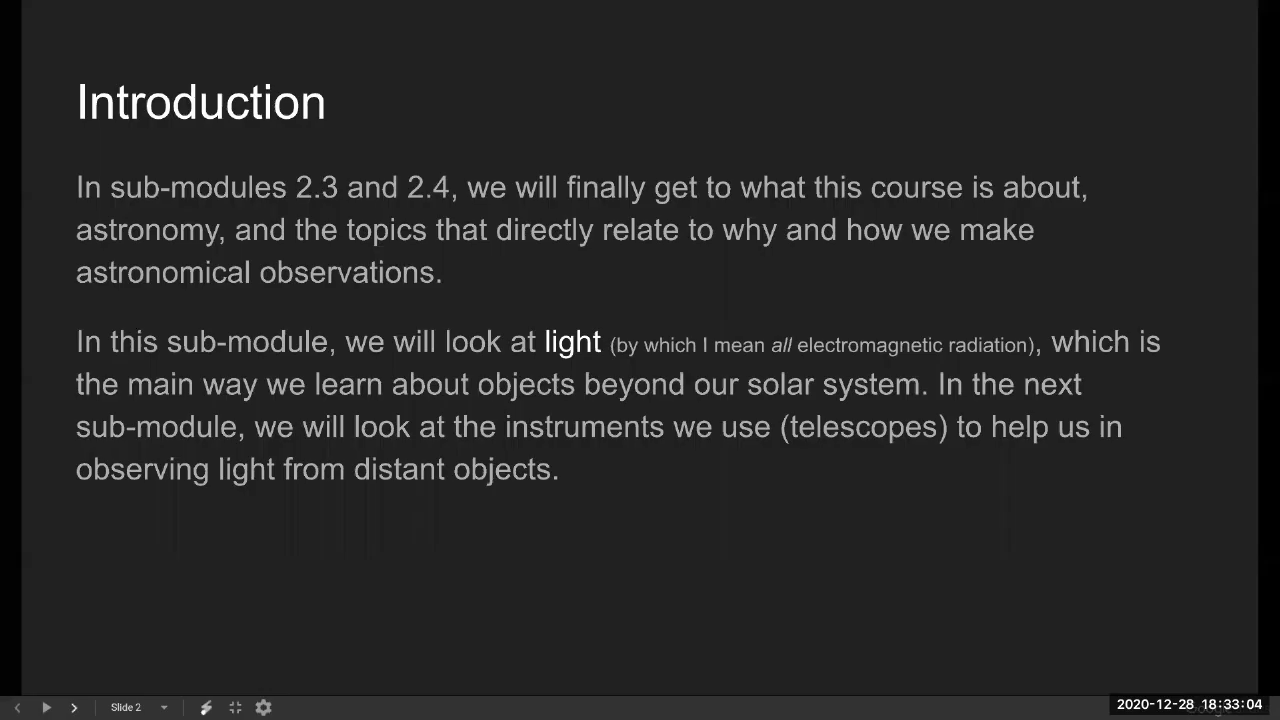 Introduction
In sub-modules 2.3 and 2.4, we will finally get to what this course is about,
astronomy, and the topics that directly relate to why and how we make
astronomical observations.
In this sub-module, we will look at light (by which I mean all electromagnetic radiation), which is
the main way we learn about objects beyond our solar system. In the next
sub-module, we will look at the instruments we use (telescopes) to help us in
observing light from distant objects.
Slide 2
2020-12-28 18:33:04